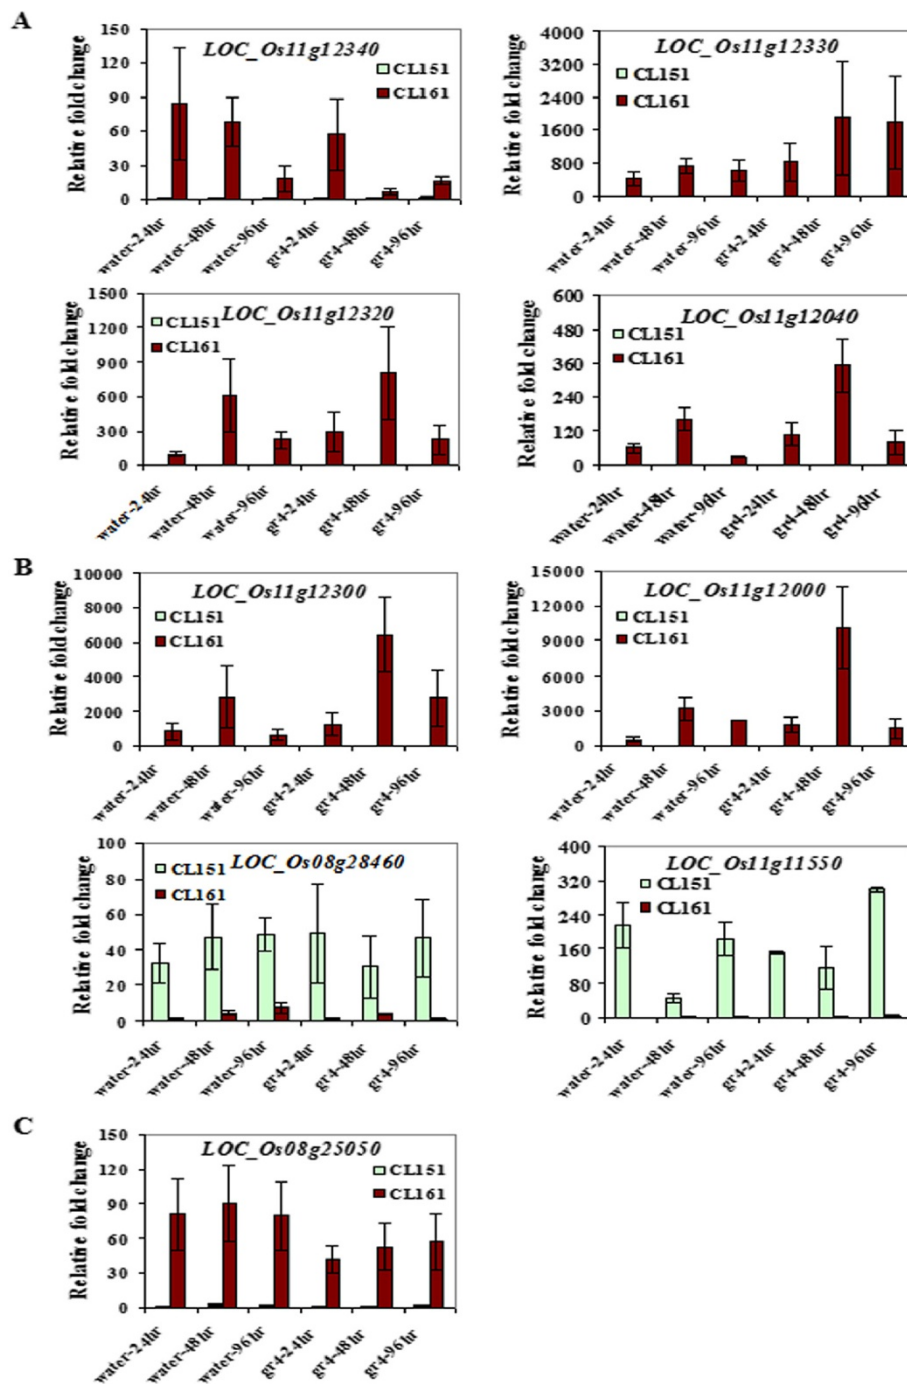 A
Relative fold change
150
120
90
60
30
0
LOC_Os11g12340
CL151
CL161
water-24hr
water-48hr
water-96hr
gr4-24hr
gr4-48hr
gr4-96hr
Relative fold change
4000
3200
2400
1600
800
0
LOC_Os11g12330
CL151
CL161
water-24hr
water-48hr
water-96hr
gr4-24hr
gr4-48hr
gr4-96hr
Relative fold change
1500
1200
900
600
300
0
LOC_Os11g12320
CL151
CL161
water-24hr
water-48hr
water-96hr
gr4-24hr
gr4-48hr
gr4-96hr
Relative fold change
600
480
360
240
120
0
LOC_Os11g12040
CL151
CL161
water-24hr
water-48hr
water-96hr
gr4-24hr
gr4-48hr
gr4-96hr
B
Relative fold change
10000
8000
6000
4000
2000
0
LOC_Os11g12300
CL151
CL161
water-24hr
water-48hr
water-96hr
gr4-24hr
gr4-48hr
gr4-96hr
Relative fold change
15000
12000
9000
6000
3000
0
LOC_Os11g12000
CL151
CL161
water-24hr
water-48hr
water-96hr
gr4-24hr
gr4-48hr
gr4-96hr
Relative fold change
100
80
60
40
20
0
LOC_Os08g28460
CL151
CL161
water-24hr
water-48hr
water-96hr
gr4-24hr
gr4-48hr
gr4-96hr
Relative fold change
400
320
240
160
80
0
LOC_Os11g11550
CL151
CL161
water-24hr
water-48hr
water-96hr
gr4-24hr
gr4-48hr
gr4-96hr
C
Relative fold change
150
120
90
60
30
0
LOC_Os08g25050
CL151
CL161
water-24hr
water-48hr
water-96hr
gr4-24hr
gr4-48hr
gr4-96hr